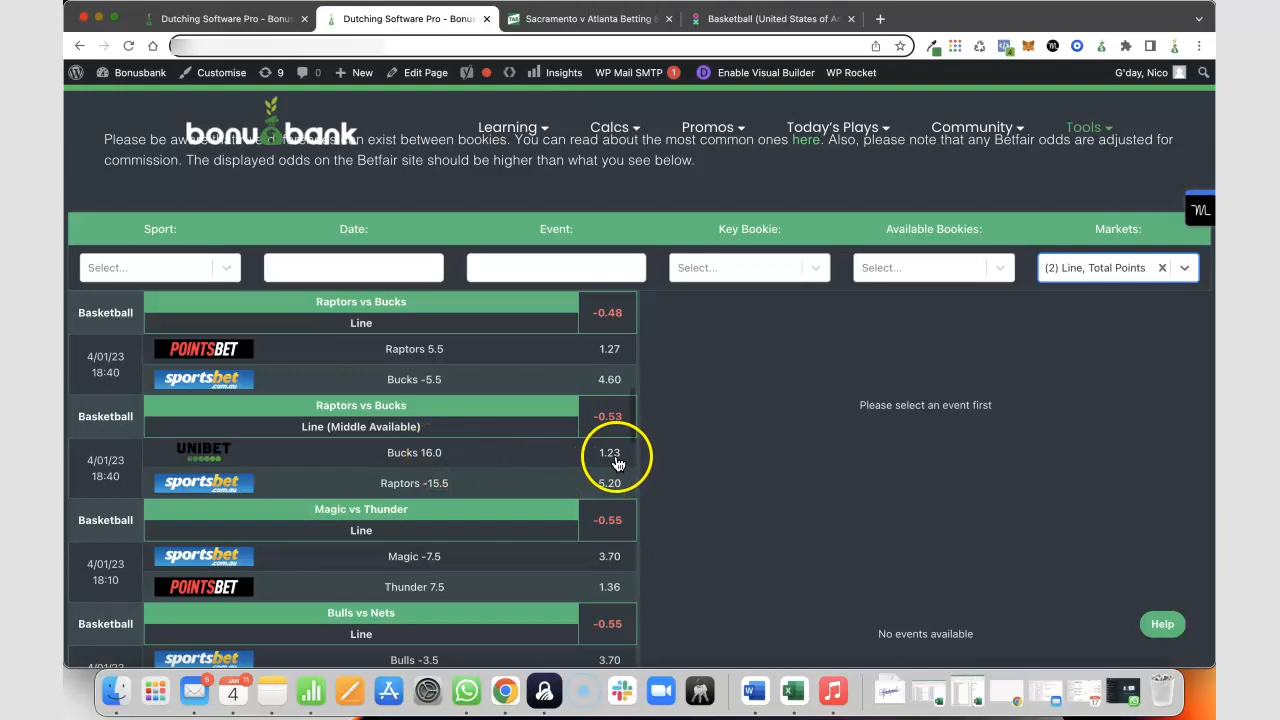 Dutching Software Pro - Bonus
Dutching Software Pro - Bonus
Sacramento v Atlanta Betting
Basketball (United States of A
Bonusbank
Customise
9
0
New
Edit Page
Insights
WP Mail SMTP 1
Enable Visual Builder
WP Rocket
G'day, Nico
bonusbank
Learning
Calcs
Promos
Today's Plays
Community
Tools
Please be aware that
can exist between bookies. You can read about the most common ones here. Also, please note that any Betfair odds are adjusted for
commission. The displayed odds on the Betfair site should be higher than what you see below.
Sport:
Date:
Event:
Key Bookie:
Available Bookies:
Markets:
Select...
Select...
Select...
(2) Line, Total Points
Basketball
Raptors vs Bucks
Line
-0.48
4/01/23
18:40
POINTSBET
Raptors 5.5
1.27
sportsbet
.com.au
Bucks -5.5
4.60
Basketball
Raptors vs Bucks
Line (Middle Available)
-0.53
4/01/23
18:40
UNIBET
Bucks 16.0
1.23
sportsbet
.com.au
Raptors -15.5
5.20
Basketball
Magic vs Thunder
Line
-0.55
4/01/23
18:10
sportsbet
.com.au
Magic -7.5
3.70
POINTSBET
Thunder 7.5
1.36
Basketball
Bulls vs Nets
Line
-0.55
sportsbet
Bulls -3.5
3.70
Please select an event first
No events available
Help
6
JAN
4
11
17